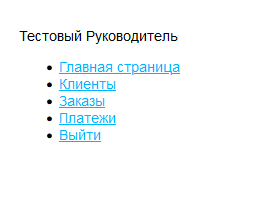 Тестовый Руководитель
Главная страница
Клиенты
Заказы
Платежи
Выйти